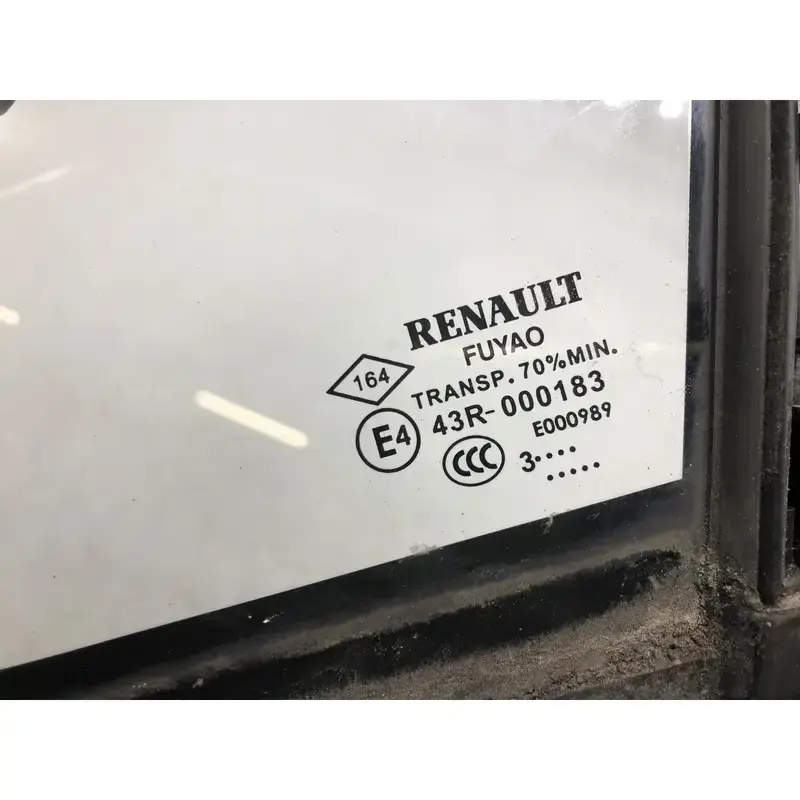 RENAULT
FUYAO
164
TRANSP. 70%MIN.
E4 43R-000183
E000989
CCC 3····
·····